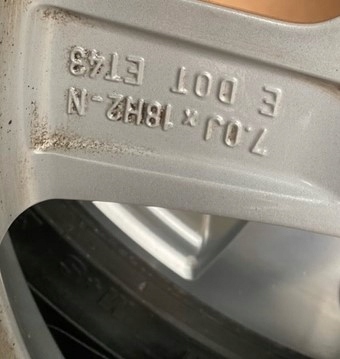 7.0J x 18H2-N
E DOT ET43